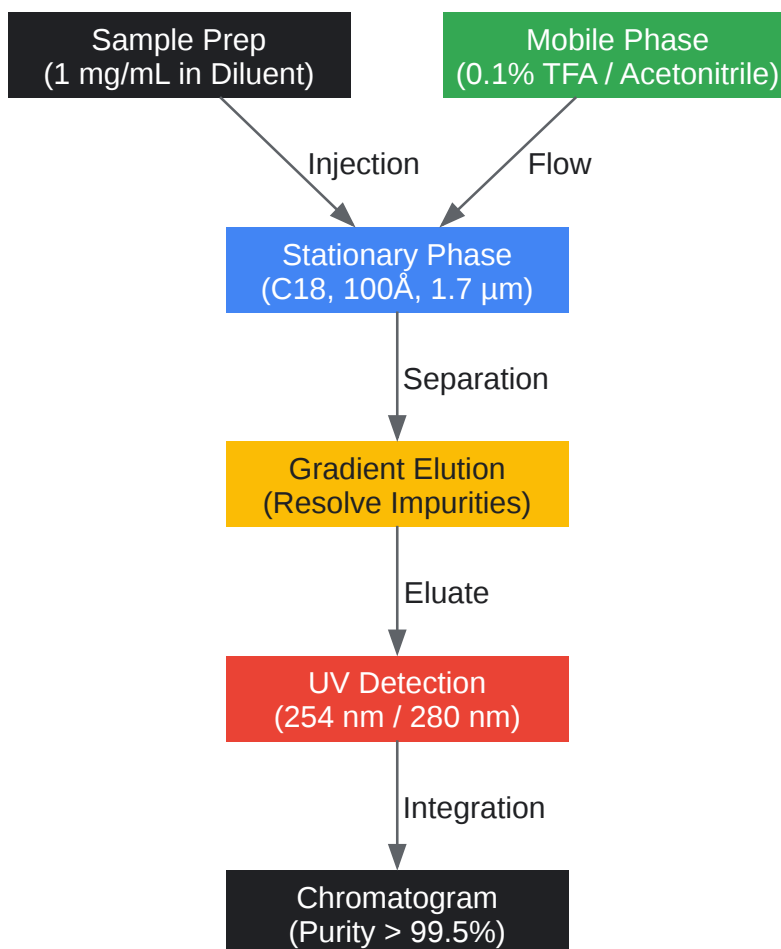 Sample Prep
(1 mg/mL in Diluent)
Mobile Phase
(0.1% TFA / Acetonitrile)
Injection
Flow
Stationary Phase
(C18, 100Å, 1.7 µm)
Separation
Gradient Elution
(Resolve Impurities)
Eluate
UV Detection
(254 nm / 280 nm)
Integration
Chromatogram
(Purity > 99.5%)